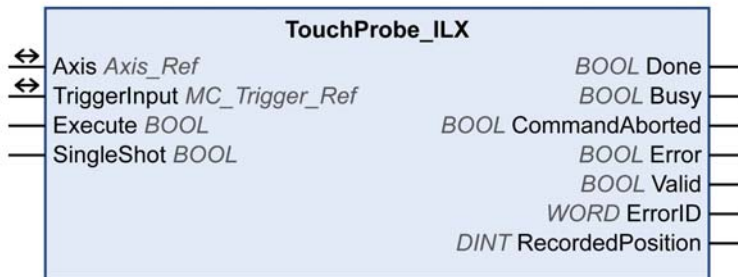 TouchProbe_ILX
Axis Axis_Ref BOOL Done
TriggerInput MC_Trigger_Ref BOOL Busy
Execute BOOL BOOL CommandAborted
SingleShot BOOL BOOL Error
BOOL Valid
WORD ErrorID
DINT RecordedPosition